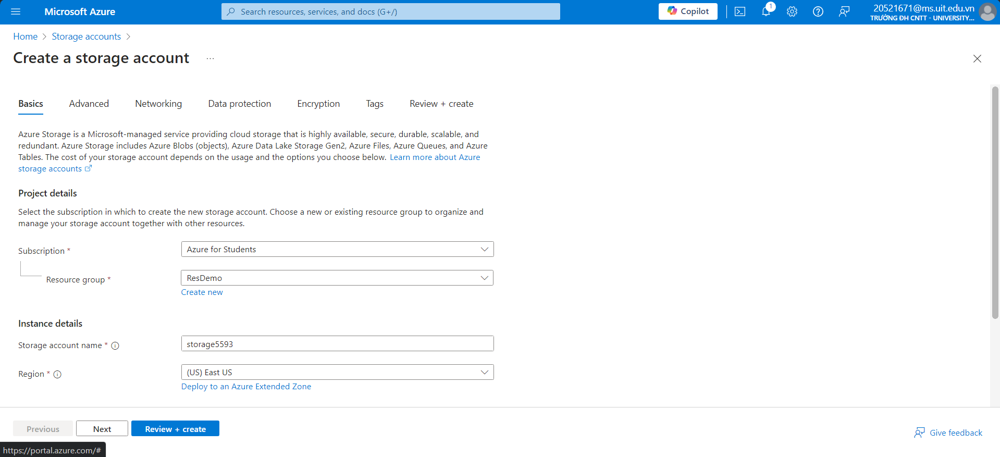 Microsoft Azure
Search resources, services, and docs (G+/)
Copilot
1
20521671@ms.uit.edu.vn
TRƯỜNG ĐH CNTT - UNIVERSITY...
Home > Storage accounts >
Create a storage account ...
Basics
Advanced
Networking
Data protection
Encryption
Tags
Review + create
Azure Storage is a Microsoft-managed service providing cloud storage that is highly available, secure, durable, scalable, and
redundant. Azure Storage includes Azure Blobs (objects), Azure Data Lake Storage Gen2, Azure Files, Azure Queues, and Azure
Tables. The cost of your storage account depends on the usage and the options you choose below. Learn more about Azure
storage accounts
Project details
Select the subscription in which to create the new storage account. Choose a new or existing resource group to organize and
manage your storage account together with other resources.
Subscription *
Azure for Students
Resource group *
ResDemo
Create new
Instance details
Storage account name *
storage5593
Region *
(US) East US
Deploy to an Azure Extended Zone
Previous
Next
Review + create
Give feedback
https://portal.azure.com/#